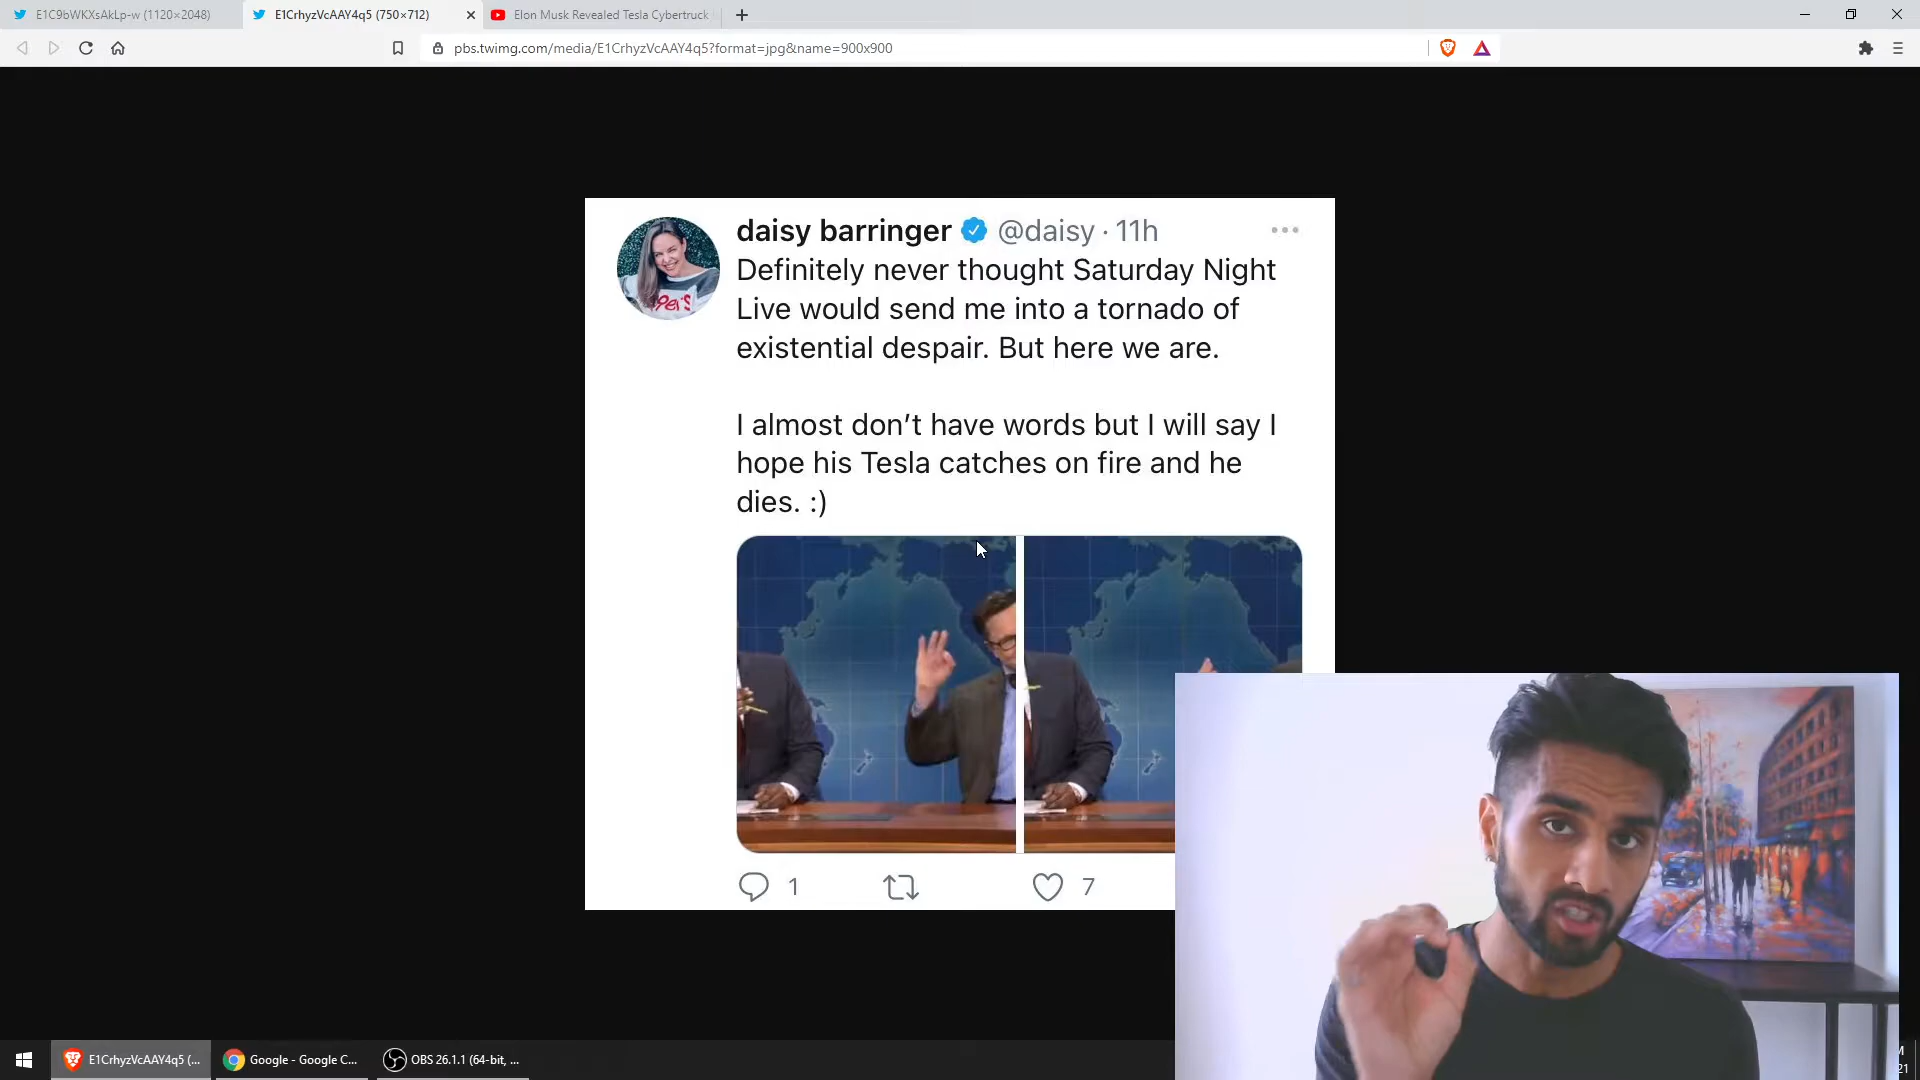 E1C9bWKXsAkLp-w (1120×2048)
E1CrhyzVcAAY4q5 (750×712)
Elon Musk Revealed Tesla Cybertruck
pbs.twimg.com/media/E1CrhyzVcAAY4q5?format=jpg&name=900x900
daisy barringer @daisy · 11h
Definitely never thought Saturday Night
Live would send me into a tornado of
existential despair. But here we are.
I almost don’t have words but I will say I
hope his Tesla catches on fire and he
dies. :)
1
7
E1CrhyzVcAAY4q5 (...
Google - Google C...
OBS 26.1.1 (64-bit, ...